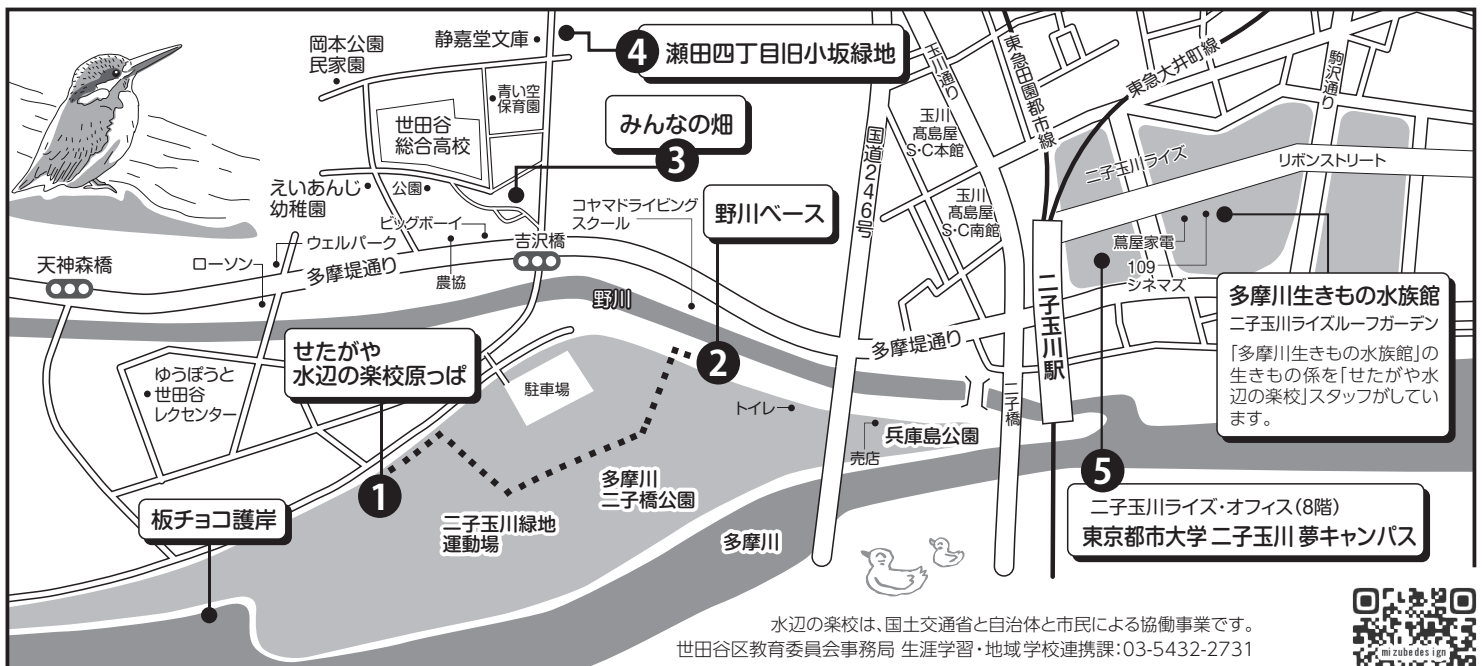 岡本公園
民家園
静嘉堂文庫
4
瀬田四丁目旧小坂緑地
青い空
保育園
世田谷
総合高校
みんなの畑
3
えいあんじ
幼稚園
公園
ビッグボーイ
ウェルパーク
ローソン
天神森橋
多摩堤通り
農協
吉沢橋
コヤマドライビング
スクール
野川ベース
2
野川
国道246号
玉川通り
東急田園都市線
東急大井町線
駒沢通り
玉川
髙島屋
S・C本館
玉川
髙島屋
S・C南館
二子玉川ライズ
リボンストリート
蔦屋家電
109
シネマズ
二子玉川駅
多摩川生きもの水族館
二子玉川ライズルーフガーデン
「多摩川生きもの水族館」の
生きもの係を「せたがや水
辺の楽校」スタッフがしてい
ます。
せたがや
水辺の楽校原っぱ
1
駐車場
ゆうぽうと
世田谷
レクセンター
多摩堤通り
トイレ
売店
兵庫島公園
二子橋
5
二子玉川ライズ・オフィス(8階)
東京都市大学 二子玉川 夢キャンパス
板チョコ護岸
二子玉川緑地
運動場
多摩川
二子橋公園
多摩川
水辺の楽校は、国土交通省と自治体と市民による協働事業です。
世田谷区教育委員会事務局 生涯学習・地域学校連携課:03-5432-2731
mizubedesign